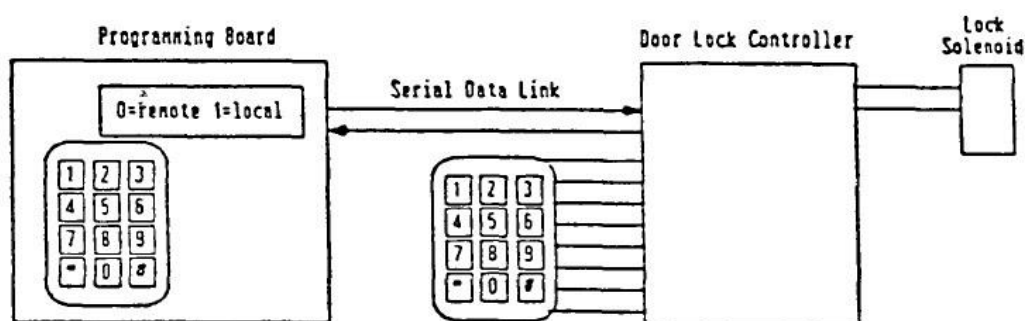 Programming Board
0=remote 1=local
1 2 3
4 5 6
7 8 9
* 0 #
Serial Data Link
1 2 3
4 5 6
7 8 9
* 0 #
Door Lock Controller
Lock
Solenoid